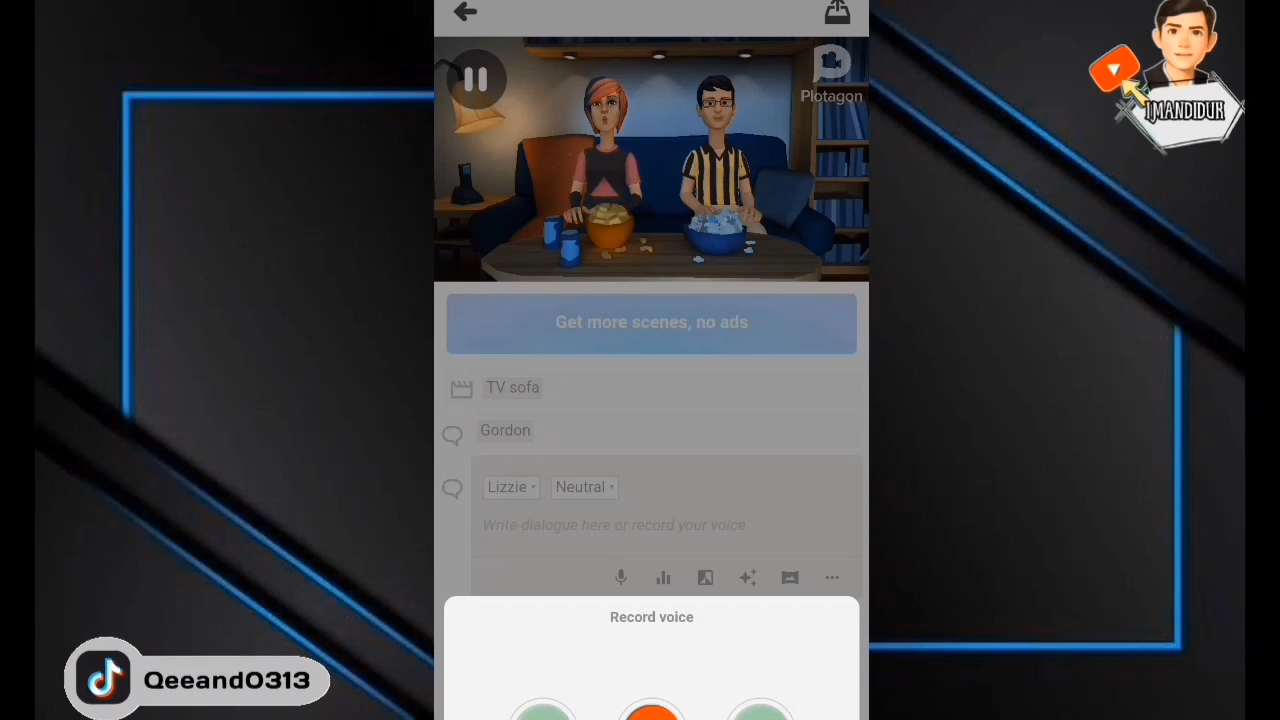 Plotagon
IMANDIDUK
Get more scenes, no ads
TV sofa
Gordon
Lizzie
Neutral
Write dialogue here or record your voice
Record voice
Qeeand0313